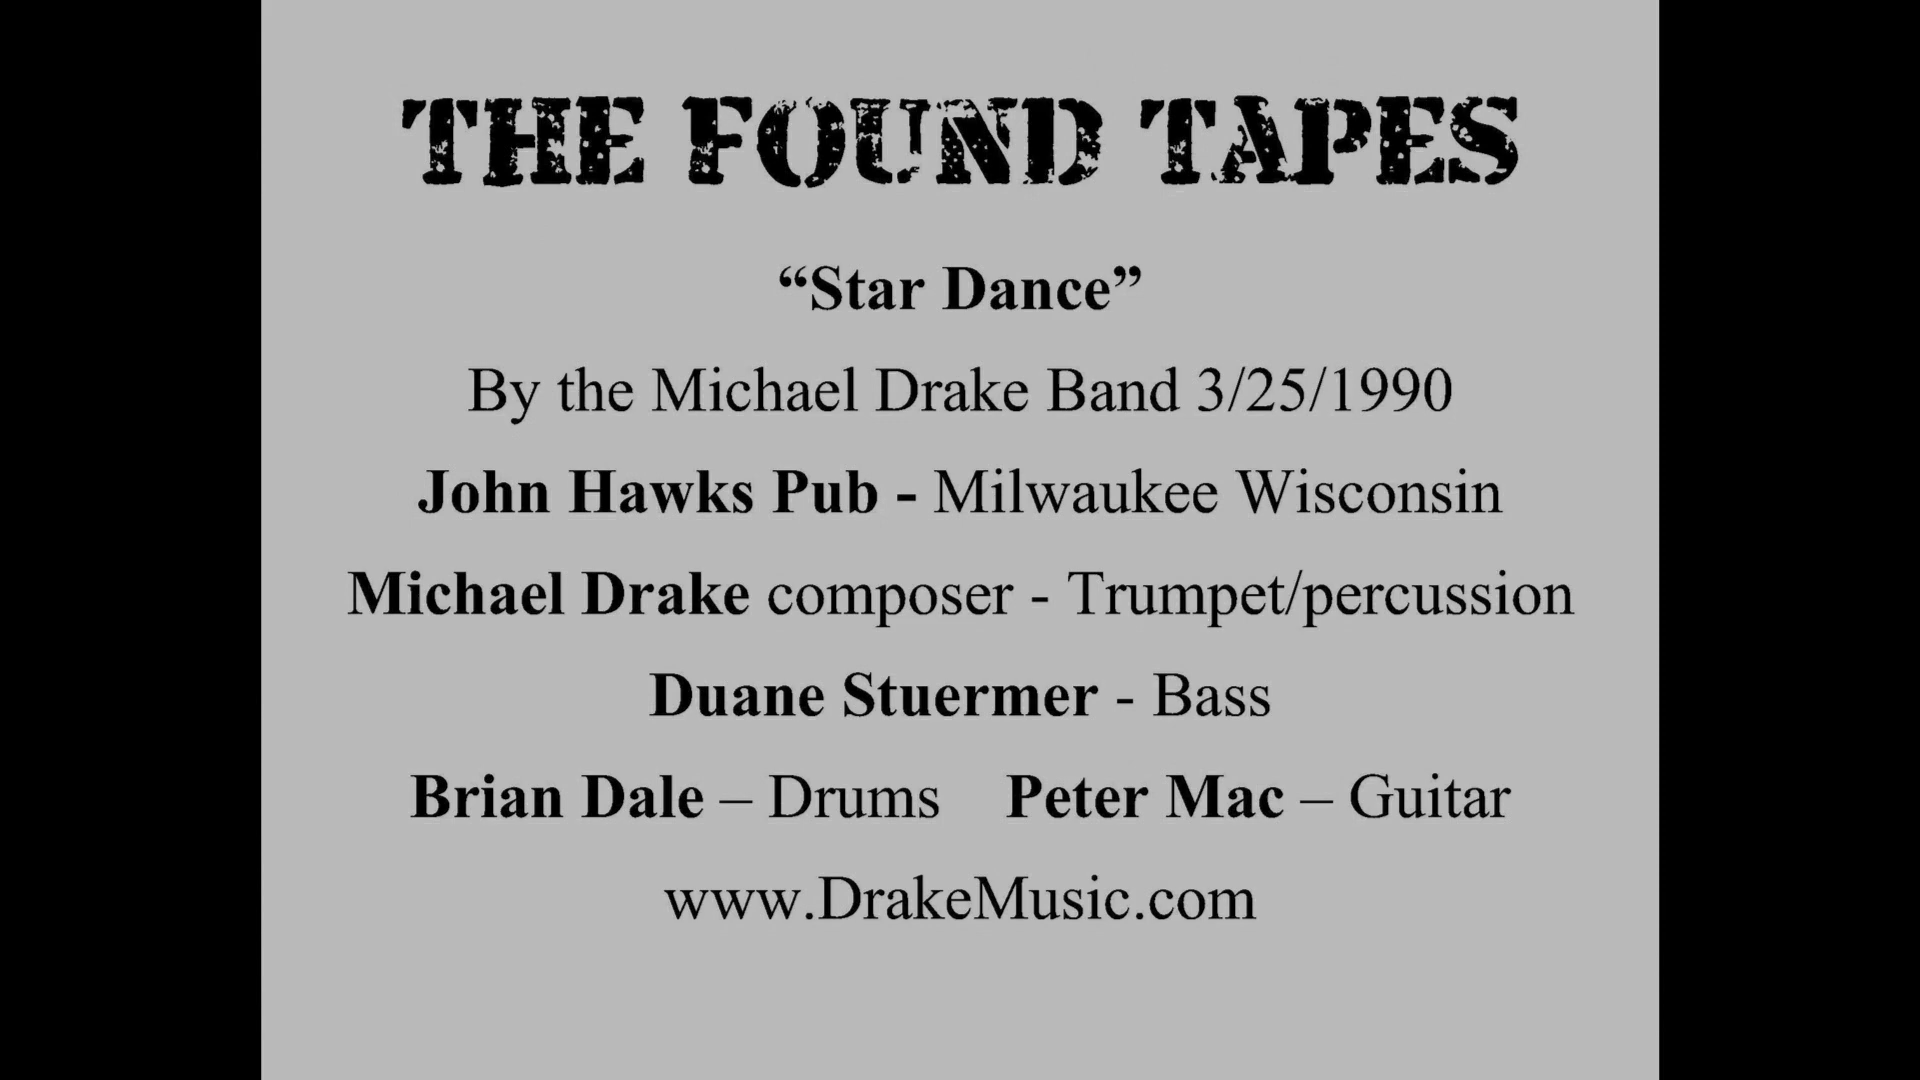 THE FOUND TAPES
“Star Dance”
By the Michael Drake Band 3/25/1990
John Hawks Pub - Milwaukee Wisconsin
Michael Drake composer - Trumpet/percussion
Duane Stuermer - Bass
Brian Dale – Drums    Peter Mac – Guitar
www.DrakeMusic.com